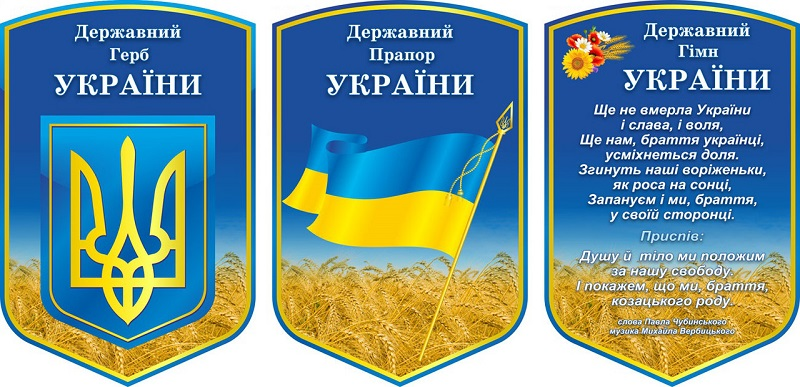 Державний
Герб
УКРАЇНИ
Державний
Прапор
УКРАЇНИ
Державний
Гімн
УКРАЇНИ
Ще не вмерла України
і слава, і воля,
Ще нам, браття українці,
усміхнеться доля.
Згинуть наші воріженьки,
як роса на сонці,
Запануєм і ми, браття,
у своїй сторонці.
Приспів:
Душу й тіло ми положим
за нашу свободу.
І покажем, що ми, браття,
козацького роду.
слова Павла Чубинського
музика Михайла Вербицького